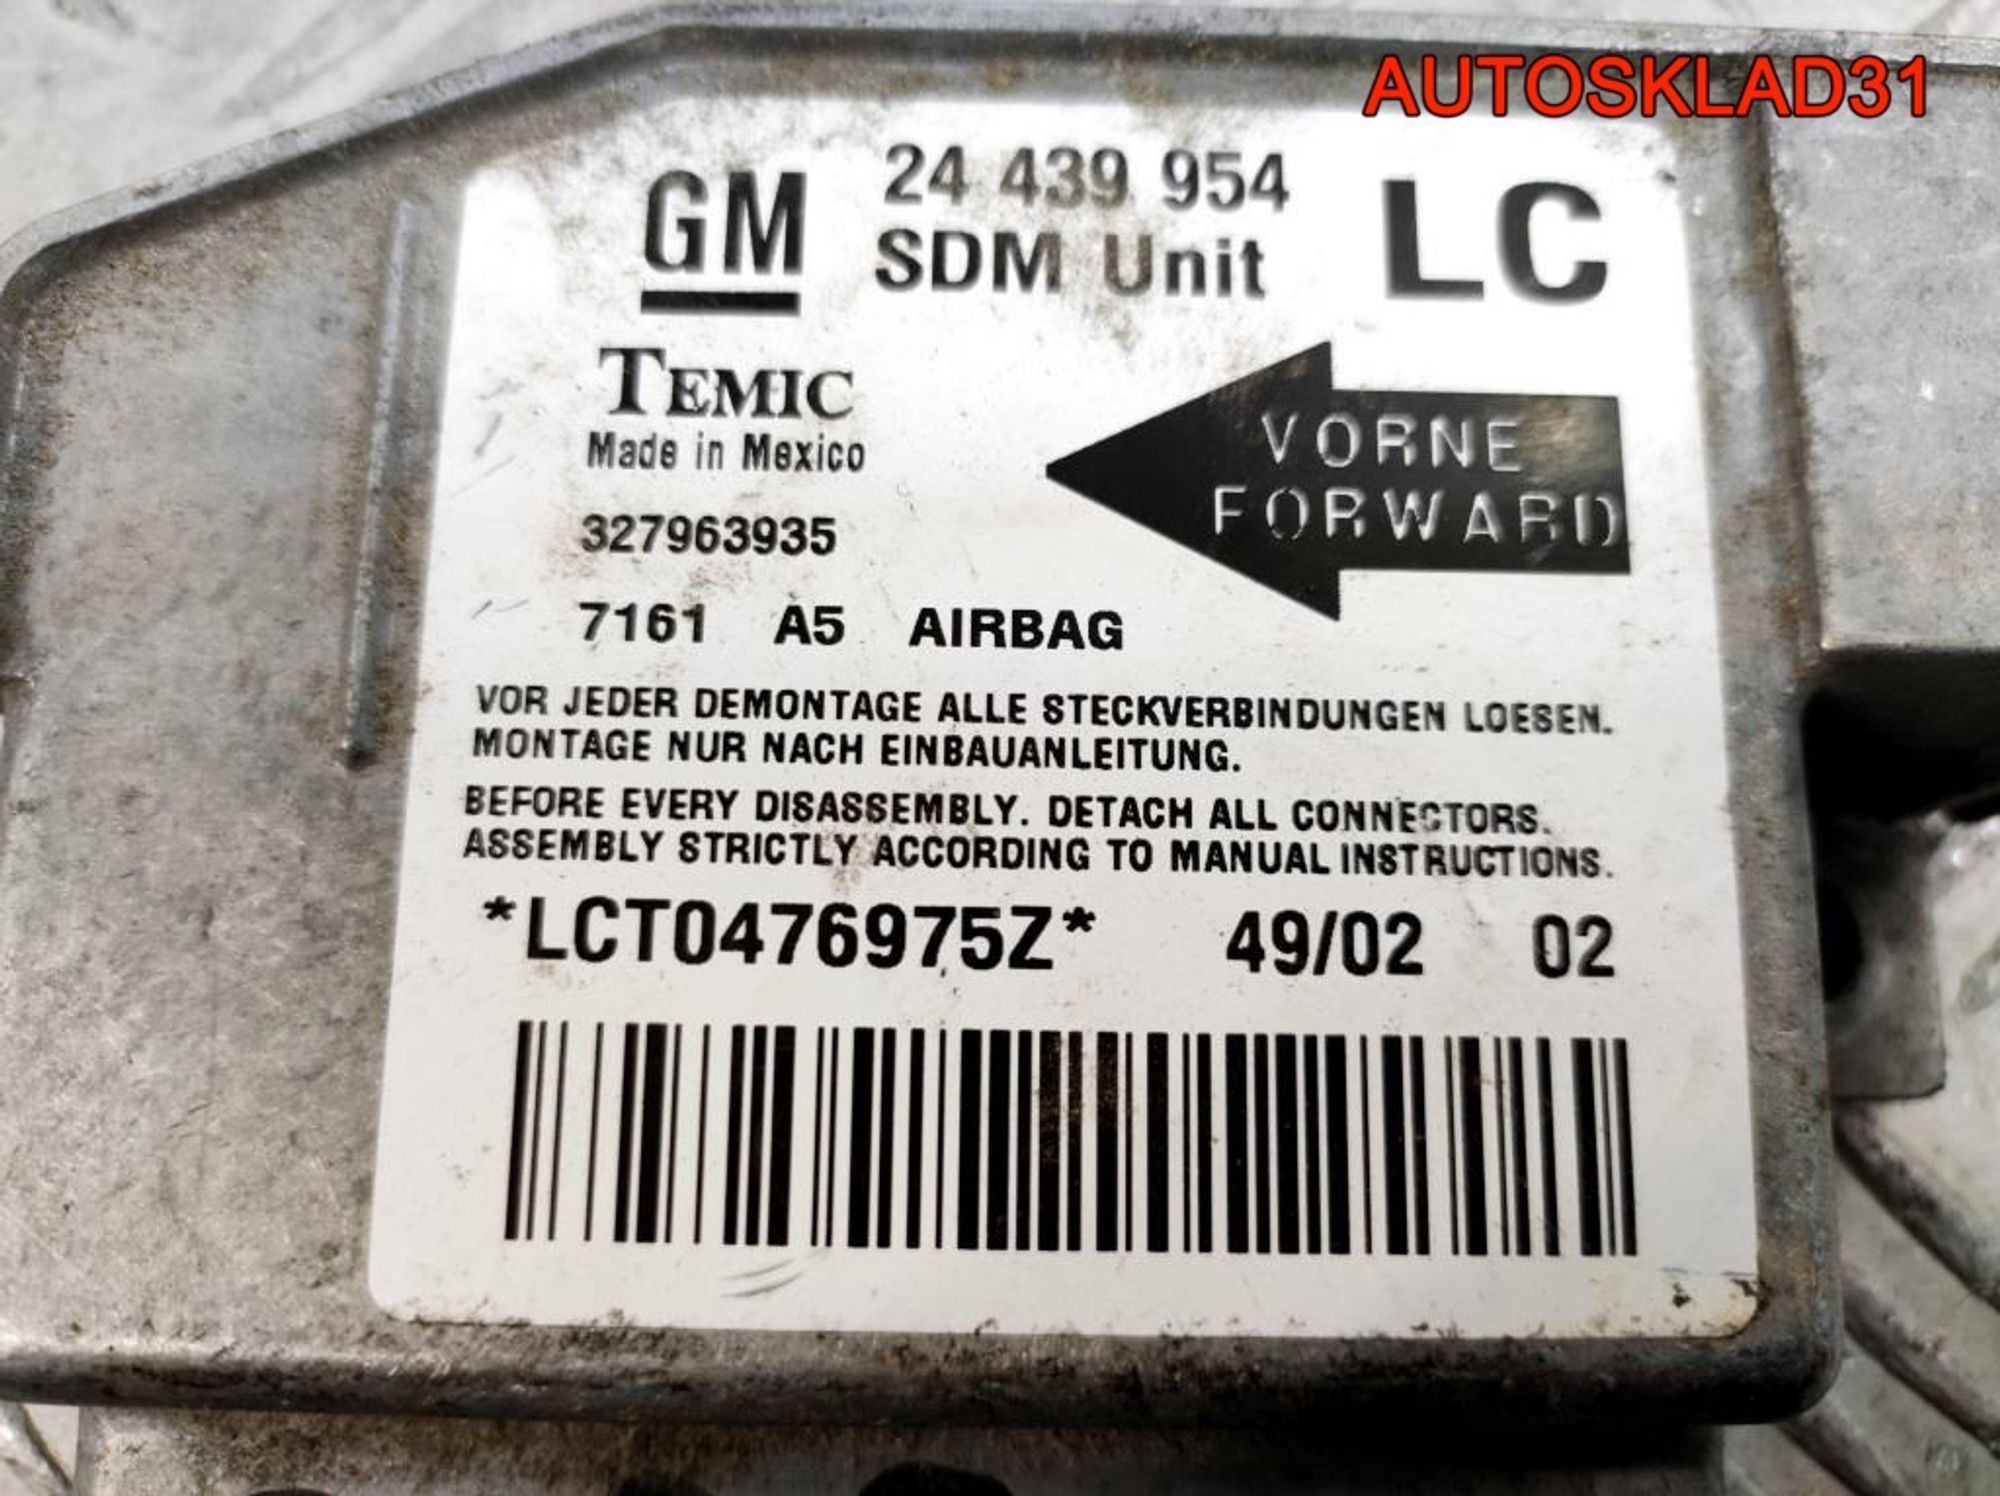 AUTOSKLAD31
GM 24 439 954 LC
SDM Unit
TEMIC
Made in Mexico
VORNE
FORWARD
327963935
7161 A5 AIRBAG
VOR JEDER DEMONTAGE ALLE STECKVERBINDUNGEN LOESEN.
MONTAGE NUR NACH EINBAUANLEITUNG.
BEFORE EVERY DISASSEMBLY. DETACH ALL CONNECTORS.
ASSEMBLY STRICTLY ACCORDING TO MANUAL INSTRUCTIONS.
*LCT0476975Z* 49/02 02